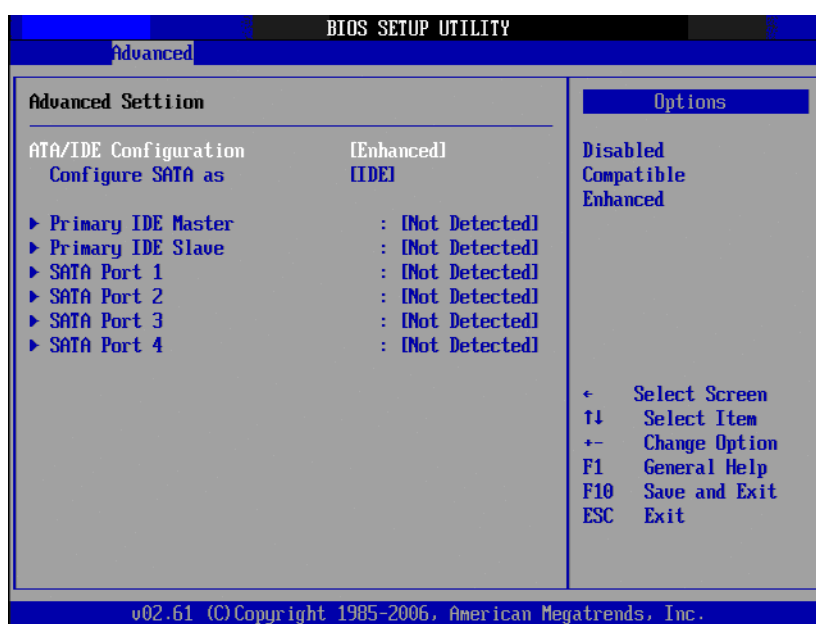 BIOS SETUP UTILITY
Advanced
Advanced Settiion
ATA/IDE Configuration [Enhanced]
Configure SATA as [IDE]
▶ Primary IDE Master : [Not Detected]
▶ Primary IDE Slave : [Not Detected]
▶ SATA Port 1 : [Not Detected]
▶ SATA Port 2 : [Not Detected]
▶ SATA Port 3 : [Not Detected]
▶ SATA Port 4 : [Not Detected]
Options
Disabled
Compatible
Enhanced
← Select Screen
↑↓ Select Item
+- Change Option
F1 General Help
F10 Save and Exit
ESC Exit
v02.61 (C)Copyright 1985-2006, American Megatrends, Inc.